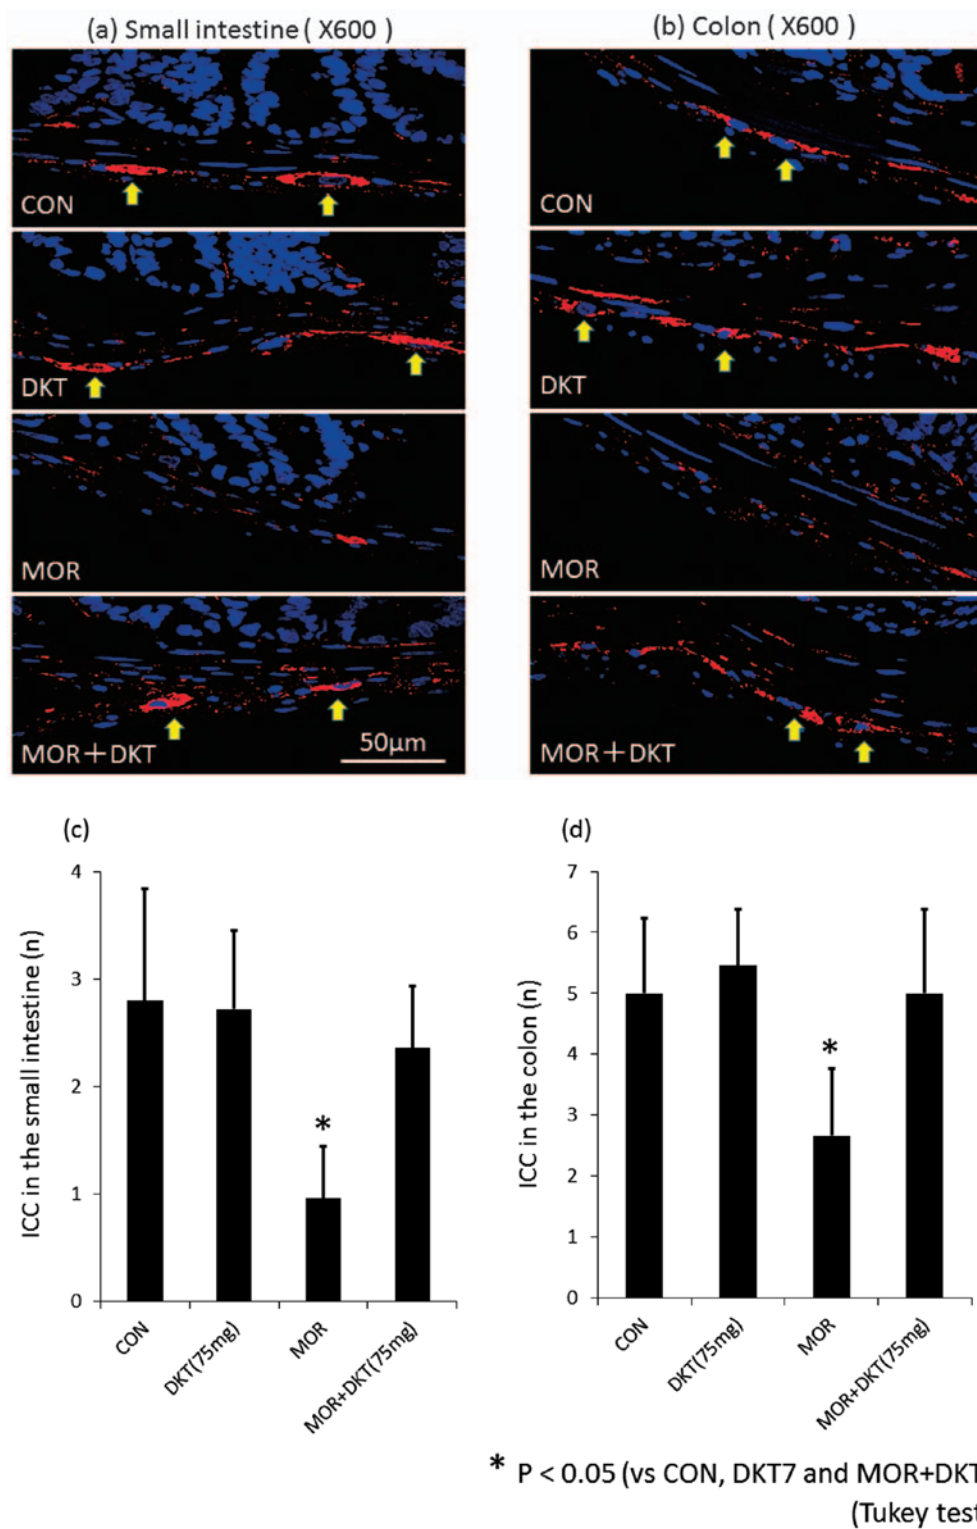 (a) Small intestine ( X600 )
(b) Colon ( X600 )
CON
CON
DKT
DKT
MOR
MOR
MOR+DKT
50μm
MOR+DKT
(c)
(d)
ICC in the small intestine (n)
4
3
2
1
0
*
CON
DKT(75mg)
MOR
MOR+DKT(75mg)
ICC in the colon (n)
7
6
5
4
3
2
1
0
*
CON
DKT(75mg)
MOR
MOR+DKT(75mg)
* P < 0.05 (vs CON, DKT7 and MOR+DKT
(Tukey test